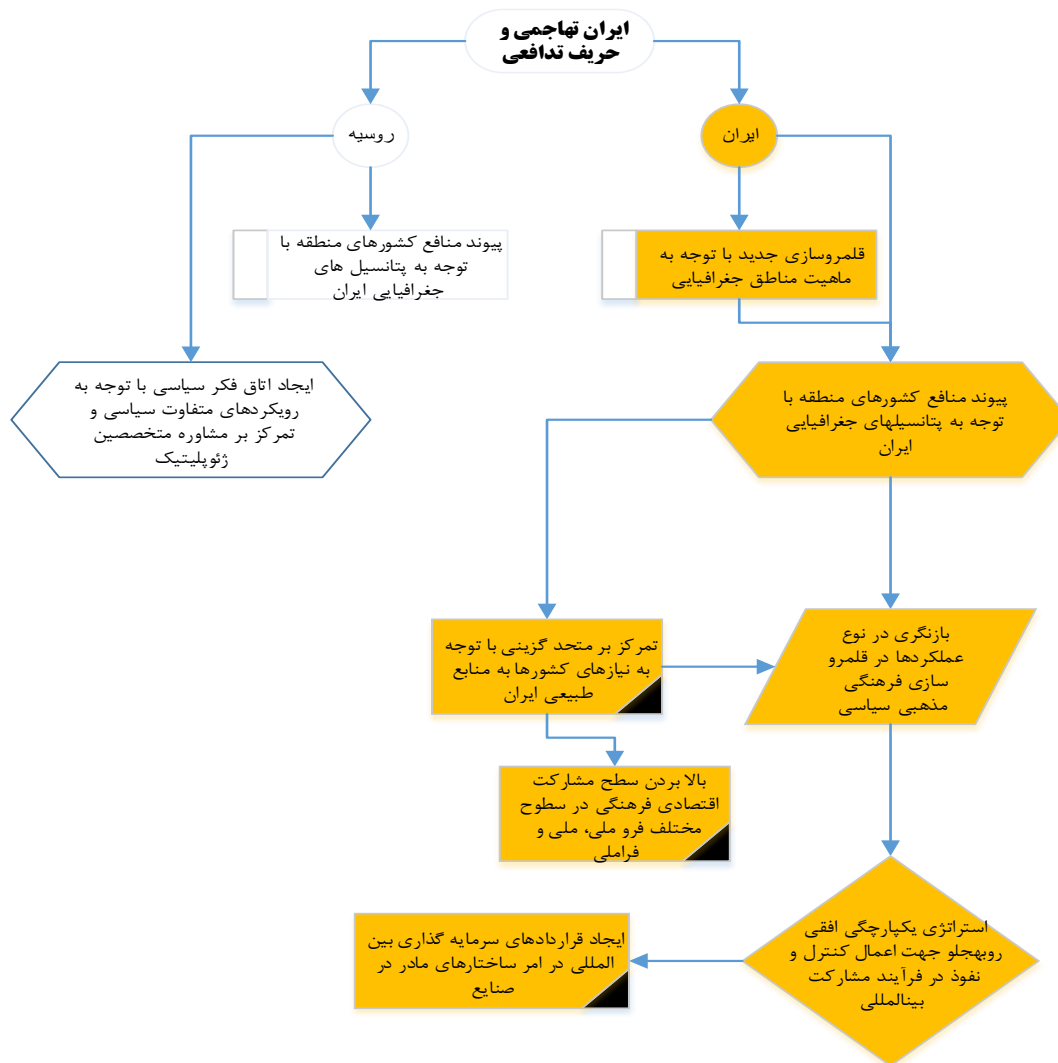 ایران تهاجمی و
حریف تدافعی
ایران
روسیه
قلمروسازی جدید با توجه به
ماهیت مناطق جغرافیایی
پیوند منافع کشورهای منطقه با
توجه به پتانسیل های
جغرافیایی ایران
پیوند منافع کشورهای منطقه با
توجه به پتانسیلهای جغرافیایی
ایران
ایجاد اتاق فکر سیاسی با توجه به
رویکردهای متفاوت سیاسی و
تمرکز بر مشاوره متخصصین
ژئوپلیتیک
بازنگری در نوع
عملکردها در قلمرو
سازی فرهنگی
مذهبی سیاسی
تمرکز بر متحد گزینی با توجه
به نیازهای کشورها به منابع
طبیعی ایران
بالا بردن سطح مشارکت
اقتصادی فرهنگی در سطوح
مختلف فرو ملی، ملی و
فراملی
استراتژی یکپارچگی افقی
روبهجلو جهت اعمال کنترل و
نفوذ در فرآیند مشارکت
بینالمللی
ایجاد قراردادهای سرمایه گذاری بین
المللی در امر ساختارهای مادر در
صنایع